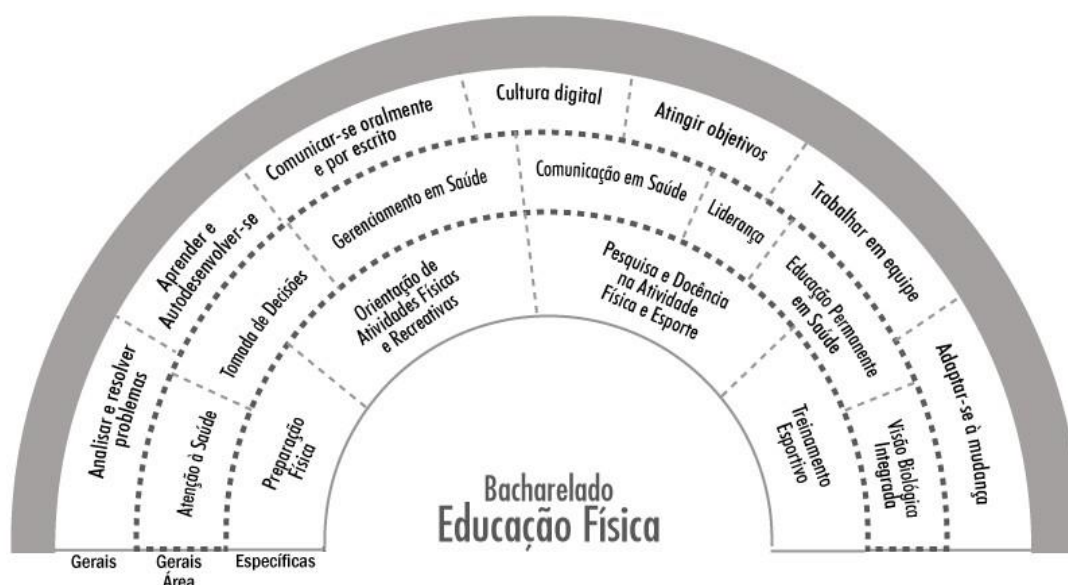 Analisar e resolver
problemas
Aprender e
Autodesenvolver-se
Comunicar-se oralmente
e por escrito
Cultura digital
Atingir objetivos
Trabalhar em equipe
Adaptar-se à mudança
Atenção à Saúde
Tomada de Decisões
Gerenciamento em Saúde
Comunicação em Saúde
Liderança
Educação Permanente
em Saúde
Visão Biológica
Integrada
Preparação
Física
Orientação de
Atividades Físicas
e Recreativas
Pesquisa e Docência
na Atividade
Física e Esporte
Treinamento
Esportivo
Bacharelado
Educação Física
Gerais
Gerais
Área
Específicas